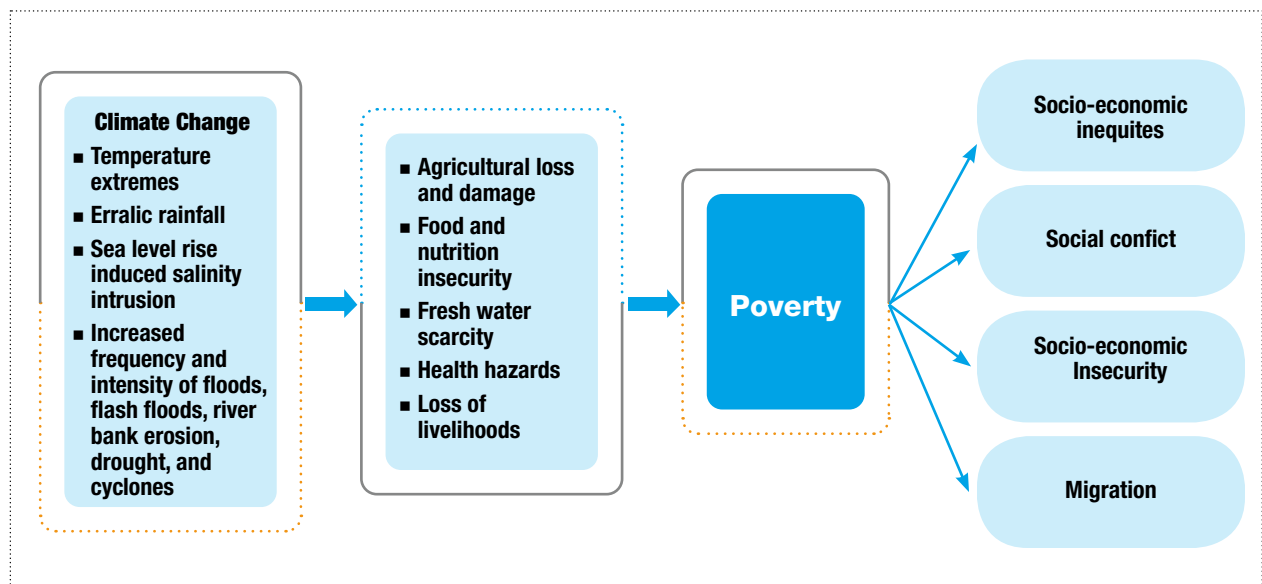 Climate Change
■ Temperature
extremes
■ Erralic rainfall
■ Sea level rise
induced salinity
intrusion
■ Increased
frequency and
intensity of floods,
flash floods, river
bank erosion,
drought, and
cyclones
■ Agricultural loss
and damage
■ Food and
nutrition
insecurity
■ Fresh water
scarcity
■ Health hazards
■ Loss of
livelihoods
Poverty
Socio-economic
inequites
Social confict
Socio-economic
Insecurity
Migration